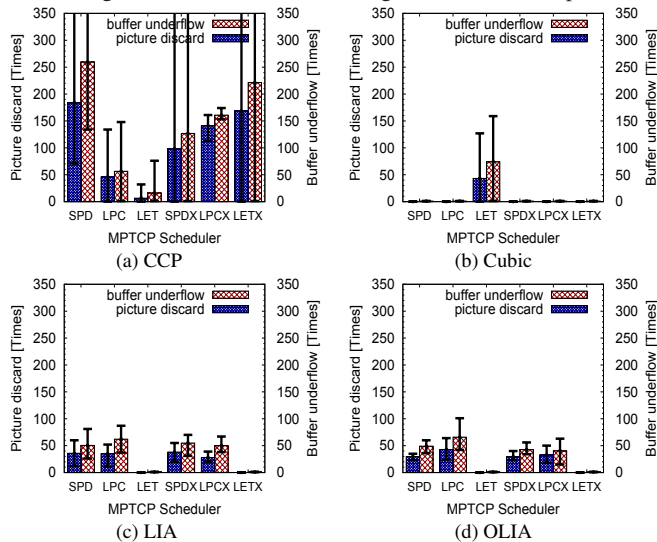 buffer underflow
picture discard
Picture discard [Times]
350
300
250
200
150
100
50
0
350
300
250
200
150
100
50
0
Buffer underflow [Times]
SPD LPC LET SPDX LPCX LETX
MPTCP Scheduler
(a) CCP
buffer underflow
picture discard
Picture discard [Times]
350
300
250
200
150
100
50
0
350
300
250
200
150
100
50
0
Buffer underflow [Times]
SPD LPC LET SPDX LPCX LETX
MPTCP Scheduler
(b) Cubic
buffer underflow
picture discard
Picture discard [Times]
350
300
250
200
150
100
50
0
350
300
250
200
150
100
50
0
Buffer underflow [Times]
SPD LPC LET SPDX LPCX LETX
MPTCP Scheduler
(c) LIA
buffer underflow
picture discard
Picture discard [Times]
350
300
250
200
150
100
50
0
350
300
250
200
150
100
50
0
Buffer underflow [Times]
SPD LPC LET SPDX LPCX LETX
MPTCP Scheduler
(d) OLIA